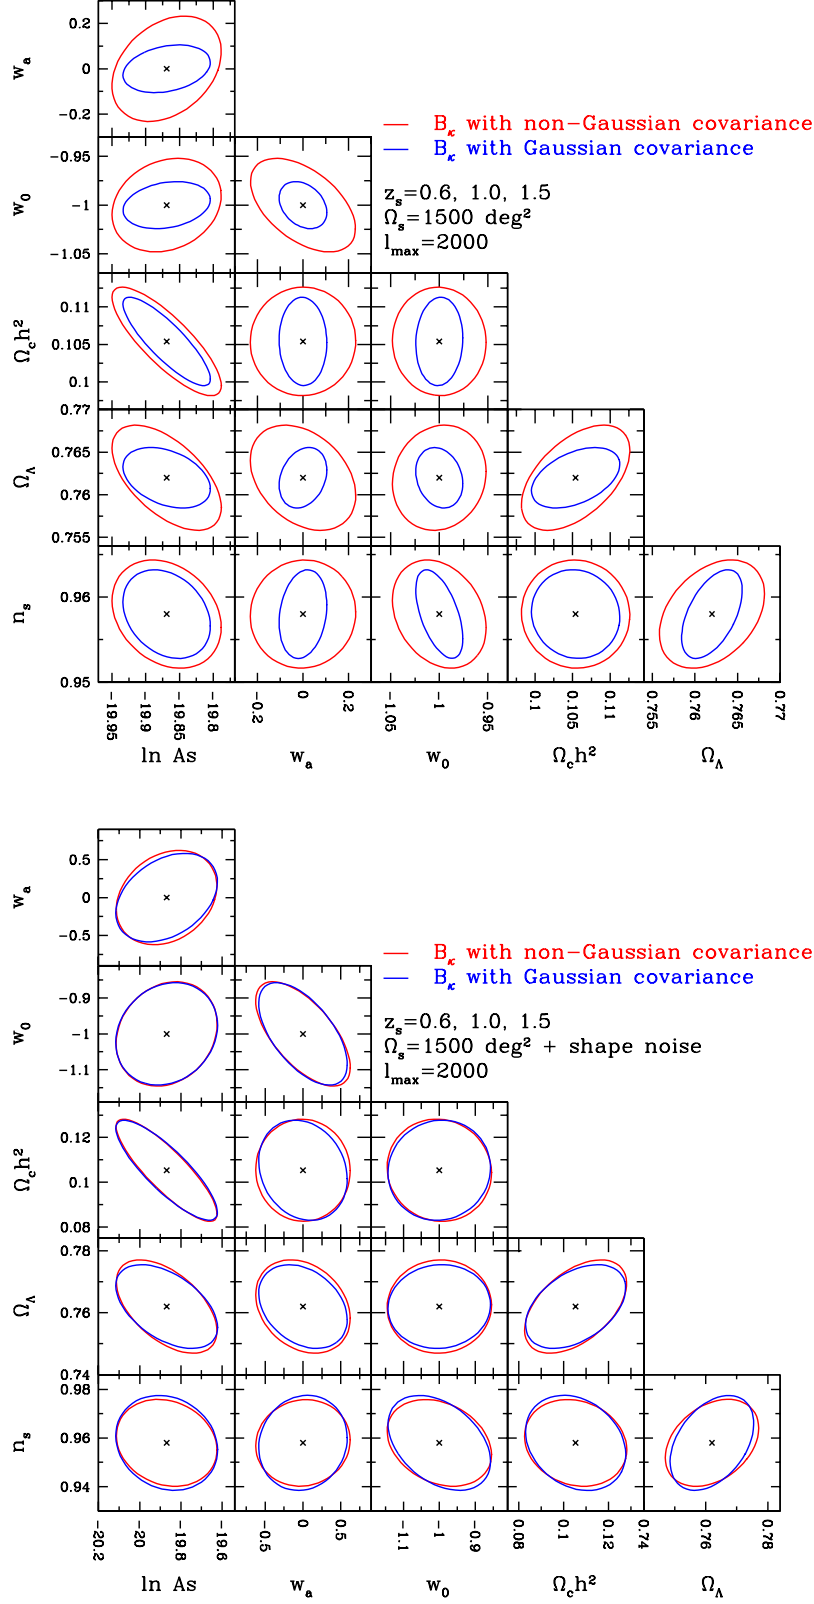 0.2
w_a
0
−0.2
B_κ with non−Gaussian covariance
B_κ with Gaussian covariance
−0.95
w_0
−1
−1.05
z_s=0.6, 1.0, 1.5
Ω_s=1500 deg²
l_max=2000
0.11
Ω_c h²
0.105
0.1
0.77
0.765
Ω_Λ
0.76
0.755
n_s
0.96
0.95
−19.95 −19.9 −19.85 −19.8 −0.2 0 0.2 −1.05 −1 −0.95 0.1 0.105 0.11 0.755 0.76 0.765 0.77
ln As w_a w_0 Ω_c h² Ω_Λ
0.5
w_a
0
−0.5
B_κ with non−Gaussian covariance
B_κ with Gaussian covariance
−0.9
w_0
−1
−1.1
z_s=0.6, 1.0, 1.5
Ω_s=1500 deg² + shape noise
l_max=2000
0.12
Ω_c h²
0.1
0.08
0.78
Ω_Λ
0.76
0.74
0.98
n_s
0.96
0.94
−20.2 −20 −19.8 −19.6 −0.5 0 0.5 −1.1 −1 −0.9 0.08 0.1 0.12 0.74 0.76 0.78
ln As w_a w_0 Ω_c h² Ω_Λ